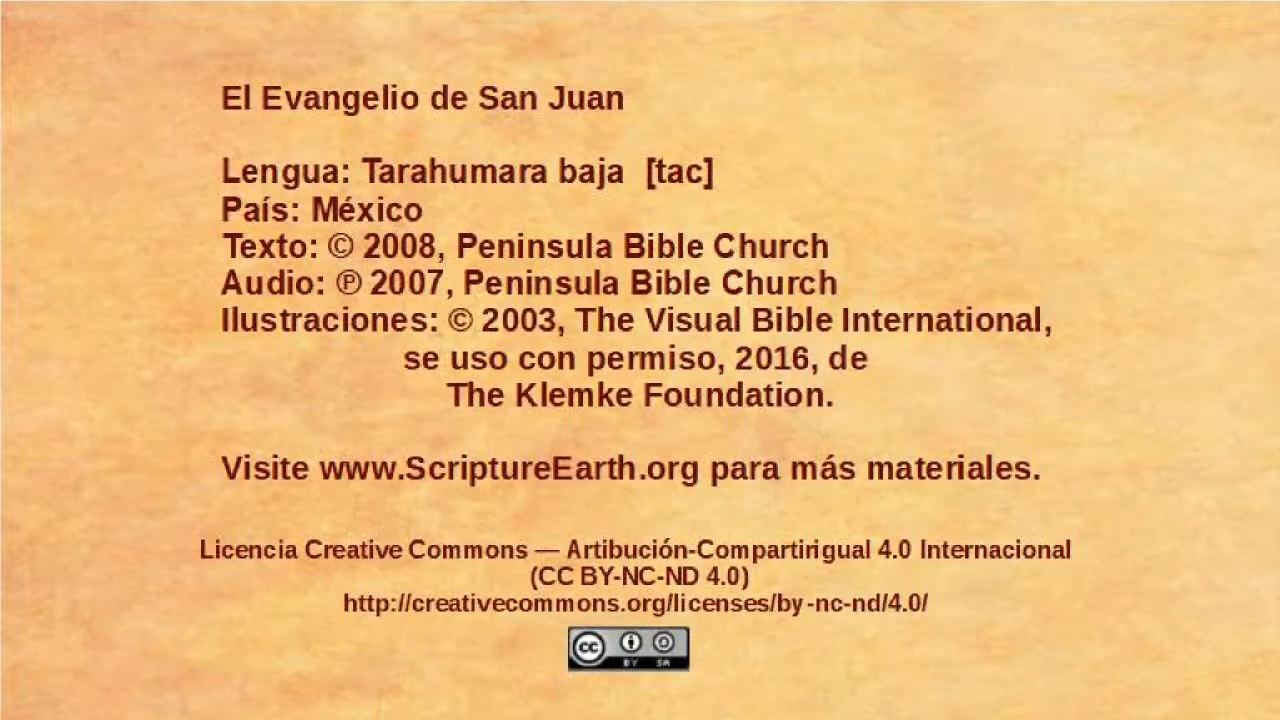 El Evangelio de San Juan
Lengua: Tarahumara baja [tac]
País: México
Texto: © 2008, Peninsula Bible Church
Audio: ℗ 2007, Peninsula Bible Church
Ilustraciones: © 2003, The Visual Bible International,
se uso con permiso, 2016, de
The Klemke Foundation.
Visite www.ScriptureEarth.org para más materiales.
Licencia Creative Commons — Artibución-Compartirigual 4.0 Internacional
(CC BY-NC-ND 4.0)
http://creativecommons.org/licenses/by-nc-nd/4.0/
cc BY SA